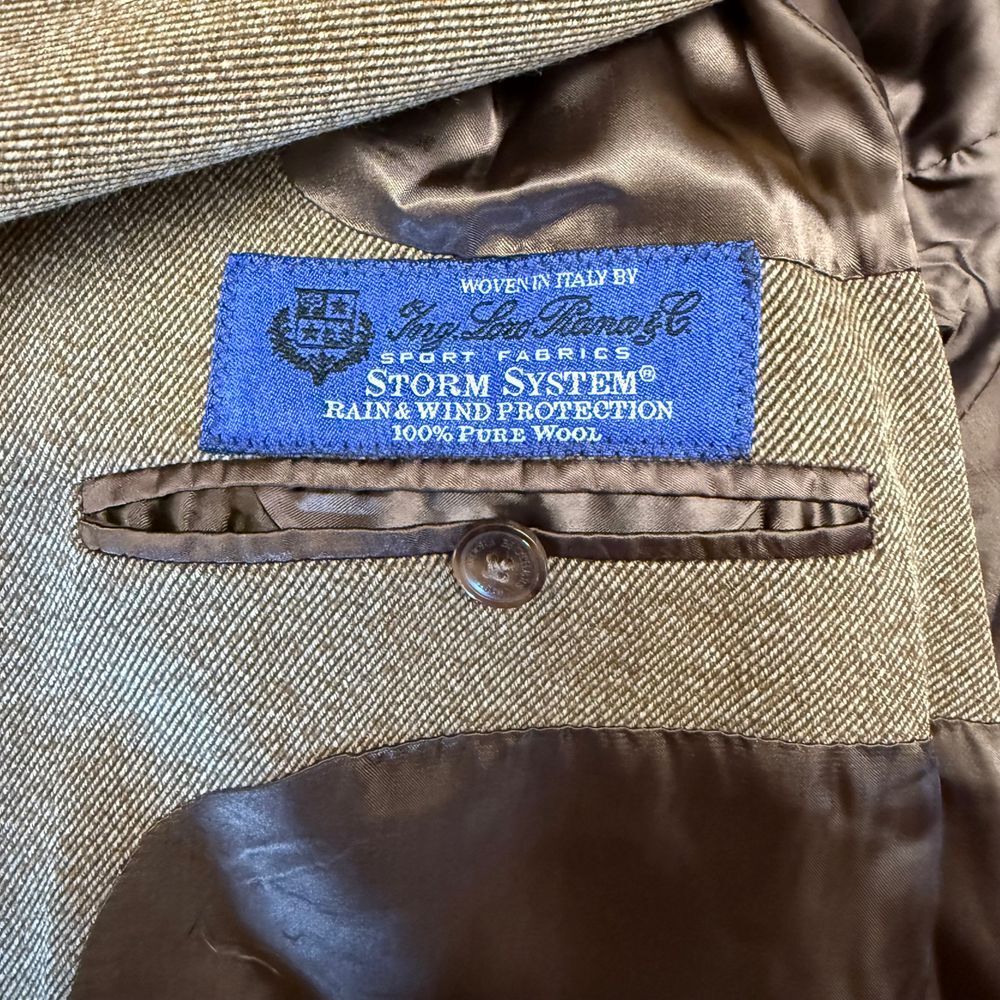 WOVEN IN ITALY BY
Ing. Loro Piana & C.
SPORT FABRICS
STORM SYSTEM®
RAIN & WIND PROTECTION
100% PURE WOOL